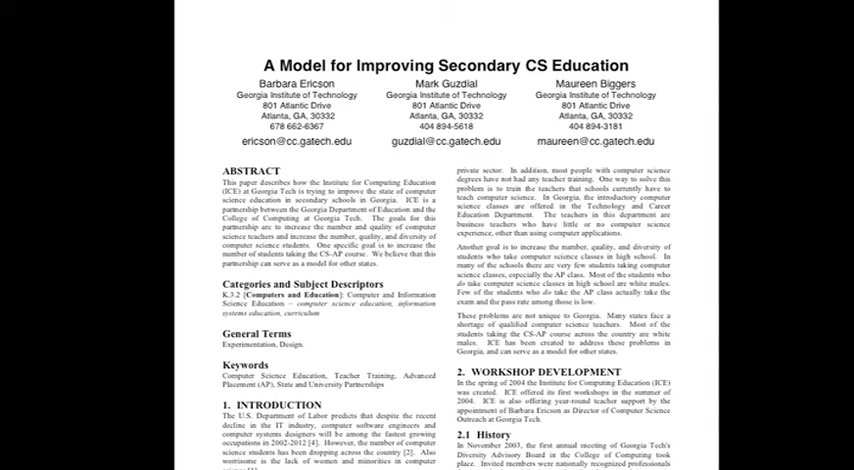 A Model for Improving Secondary CS Education
Barbara Ericson
Georgia Institute of Technology
801 Atlantic Drive
Atlanta, GA, 30332
678 662-6367
ericson@cc.gatech.edu
Mark Guzdial
Georgia Institute of Technology
801 Atlantic Drive
Atlanta, GA, 30332
404 894-5618
guzdial@cc.gatech.edu
Maureen Biggers
Georgia Institute of Technology
801 Atlantic Drive
Atlanta, GA, 30332
404 894-3181
maureen@cc.gatech.edu
ABSTRACT
This paper describes how the Institute for Computing Education
(ICE) at Georgia Tech is trying to improve the state of computer
science education in secondary schools in Georgia. ICE is a
partnership between the Georgia Department of Education and the
College of Computing at Georgia Tech. The goals for this
partnership are to increase the number and quality of computer
science teachers and increase the number, quality, and diversity of
computer science students. One specific goal is to increase the
number of students taking the CS-AP course. We believe that this
partnership can serve as a model for other states.
Categories and Subject Descriptors
K.3.2 [Computers and Education]: Computer and Information
Science Education – computer science education, information
systems education, curriculum
General Terms
Experimentation, Design.
Keywords
Computer Science Education, Teacher Training, Advanced
Placement (AP), State and University Partnerships
1. INTRODUCTION
The U.S. Department of Labor predicts that despite the recent
decline in the IT industry, computer software engineers and
computer systems designers will be among the fastest growing
occupations in 2002-2012 [4]. However, the number of computer
science students has been dropping across the country [2]. Also
worrisome is the lack of women and minorities in computer
private sector. In addition, most people with computer science
degrees have not had any teacher training. One way to solve this
problem is to train the teachers that schools currently have to
teach computer science. In Georgia, the introductory computer
science classes are offered in the Technology and Career
Education Department. The teachers in this department are
business teachers who have little or no computer science
experience, other than using computer applications.
Another goal is to increase the number, quality, and diversity of
students who take computer science classes in high school. In
many of the schools there are very few students taking computer
science classes, especially the AP class. Most of the students who
do take computer science classes in high school are white males.
Few of the students who do take the AP class actually take the
exam and the pass rate among those is low.
These problems are not unique to Georgia. Many states face a
shortage of qualified computer science teachers. Most of the
students taking the CS-AP course across the country are white
males. ICE has been created to address these problems in
Georgia, and can serve as a model for other states.
2. WORKSHOP DEVELOPMENT
In the spring of 2004 the Institute for Computing Education (ICE)
was created. ICE offered its first workshops in the summer of
2004. ICE is also offering year-round teacher support by the
appointment of Barbara Ericson as Director of Computer Science
Outreach at Georgia Tech.
2.1 History
In November 2003, the first annual meeting of Georgia Tech's
Diversity Advisory Board in the College of Computing took
place. Invited members were nationally recognized professionals